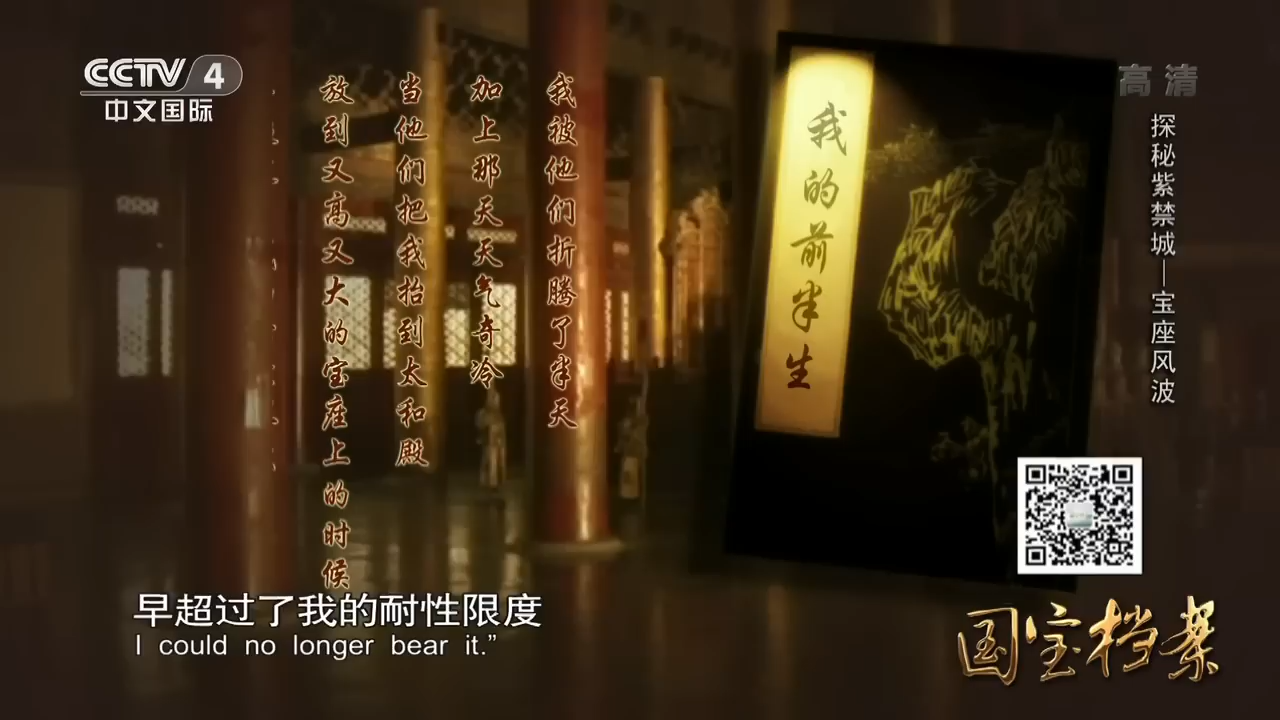 CCTV 4
中文国际
高清
探秘紫禁城—宝座风波
我的前半生
我被他们折腾了半天
加上那天天气奇冷
当他们把我抬到太和殿
放到又高又大的宝座上的时候
早超过了我的耐性限度
I could no longer bear it.”
国宝档案